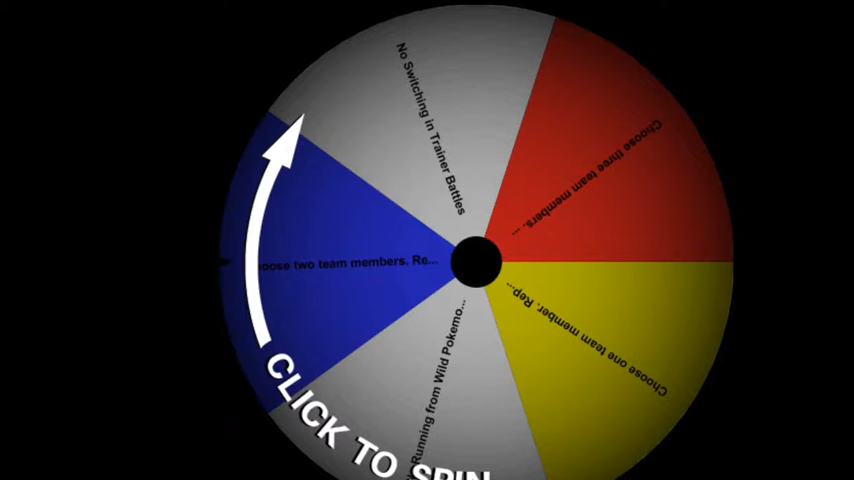 No Switching in Trainer Battles
Choose three team members. ...
oose two team members. Re...
Choose one team member. Rep...
Running from Wild Pokemo...
CLICK TO SPIN